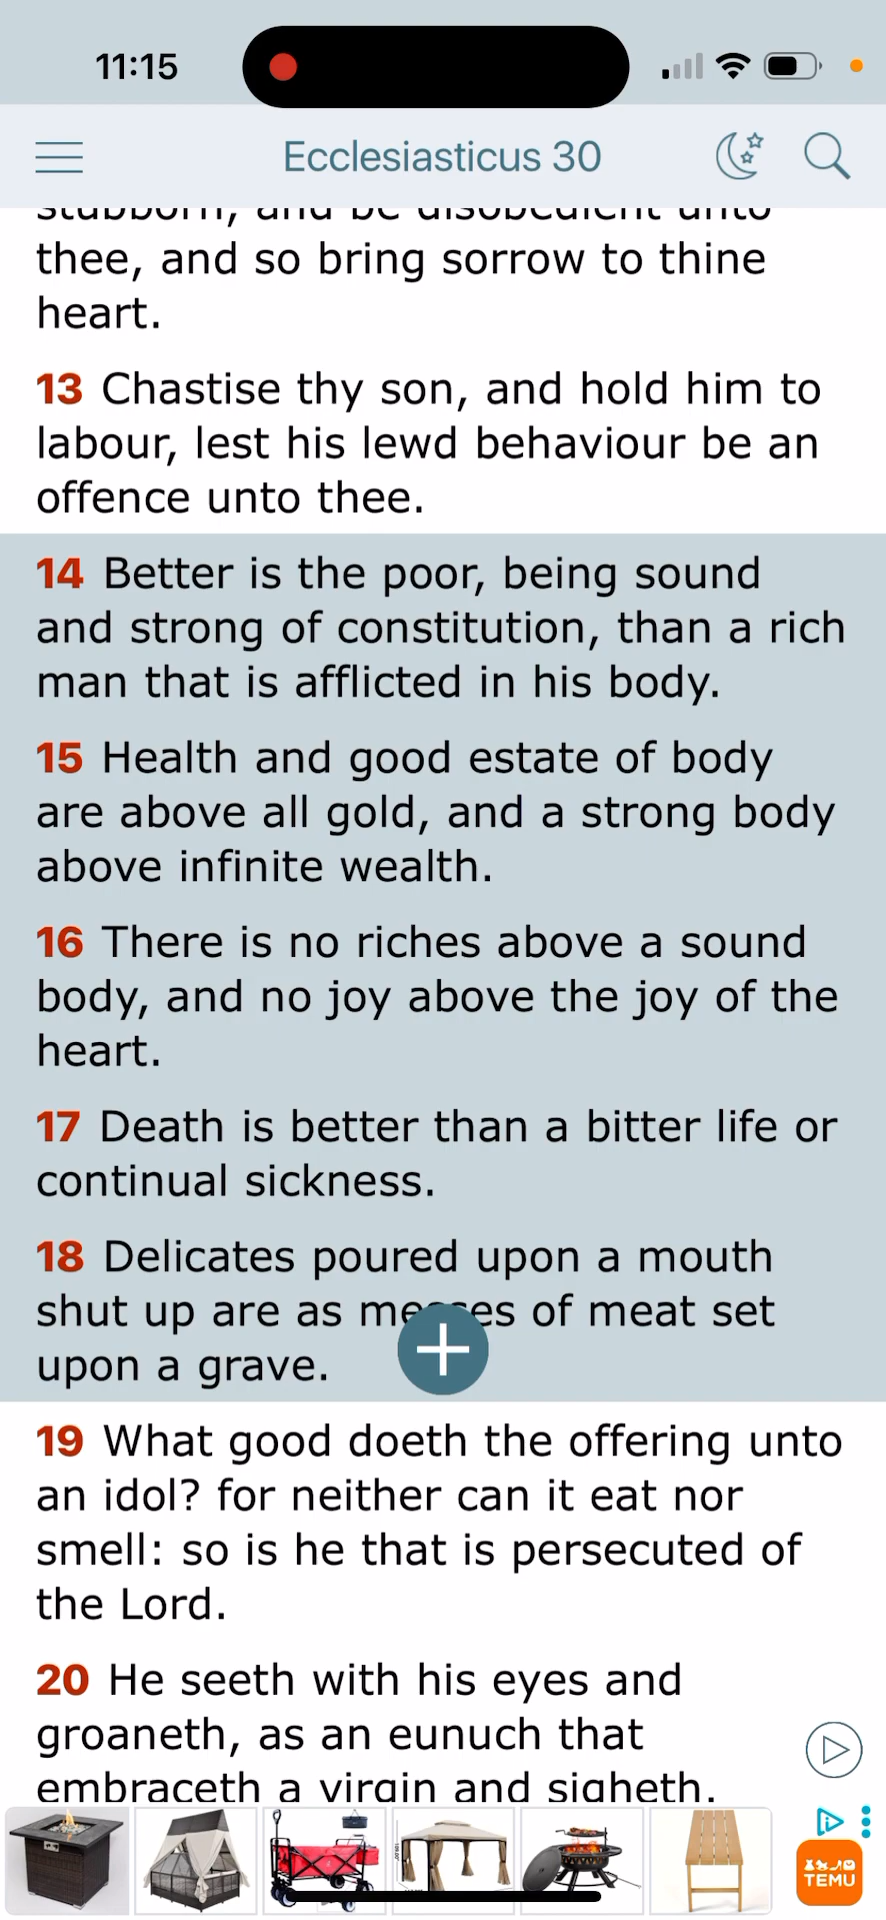 11:15
Ecclesiasticus 30
stubborn, and be disobedient unto
thee, and so bring sorrow to thine
heart.
13 Chastise thy son, and hold him to
labour, lest his lewd behaviour be an
offence unto thee.
14 Better is the poor, being sound
and strong of constitution, than a rich
man that is afflicted in his body.
15 Health and good estate of body
are above all gold, and a strong body
above infinite wealth.
16 There is no riches above a sound
body, and no joy above the joy of the
heart.
17 Death is better than a bitter life or
continual sickness.
18 Delicates poured upon a mouth
shut up are as messes of meat set
upon a grave.
19 What good doeth the offering unto
an idol? for neither can it eat nor
smell: so is he that is persecuted of
the Lord.
20 He seeth with his eyes and
groaneth, as an eunuch that
embraceth a virgin and sigheth.
TEMU